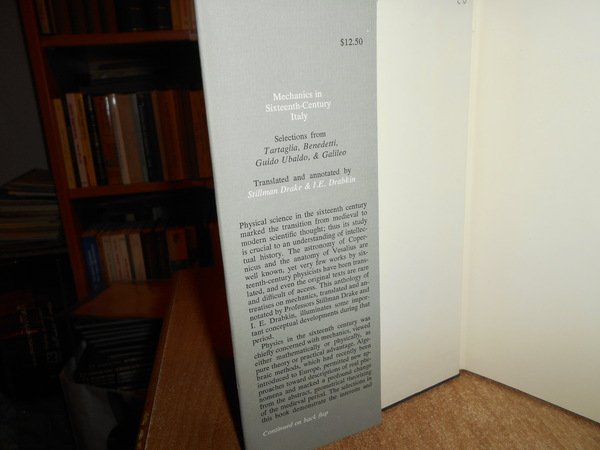 $12.50
Mechanics in
Sixteenth-Century
Italy
Selections from
Tartaglia, Benedetti,
Guido Ubaldo, & Galileo
Translated and annotated by
Stillman Drake & I.E. Drabkin
Physical science in the sixteenth century
marked the transition from medieval to
modern scientific thought; thus its study
is crucial to an understanding of intellec-
tual history. The astronomy of Coper-
nicus and the anatomy of Vesalius are
well known, yet very few works by six-
teenth-century physicists have been trans-
lated, and even the original texts are rare
and difficult of access. This anthology of
treatises on mechanics, translated and an-
notated by Professors Stillman Drake and
I. E. Drabkin, illuminates some impor-
tant conceptual developments during that
period.
Physics in the sixteenth century was
chiefly concerned with mechanics, viewed
either mathematically or physically, as
pure theory or practical advantage. Alge-
braic methods, which had recently been
introduced to Europe, permitted new ap-
proaches toward descriptions of real phe-
nomena and marked a profound change
from the abstract, geometrical theorizing
of the medieval period. The selections in
this book demonstrate the interests and
Continued on back flap